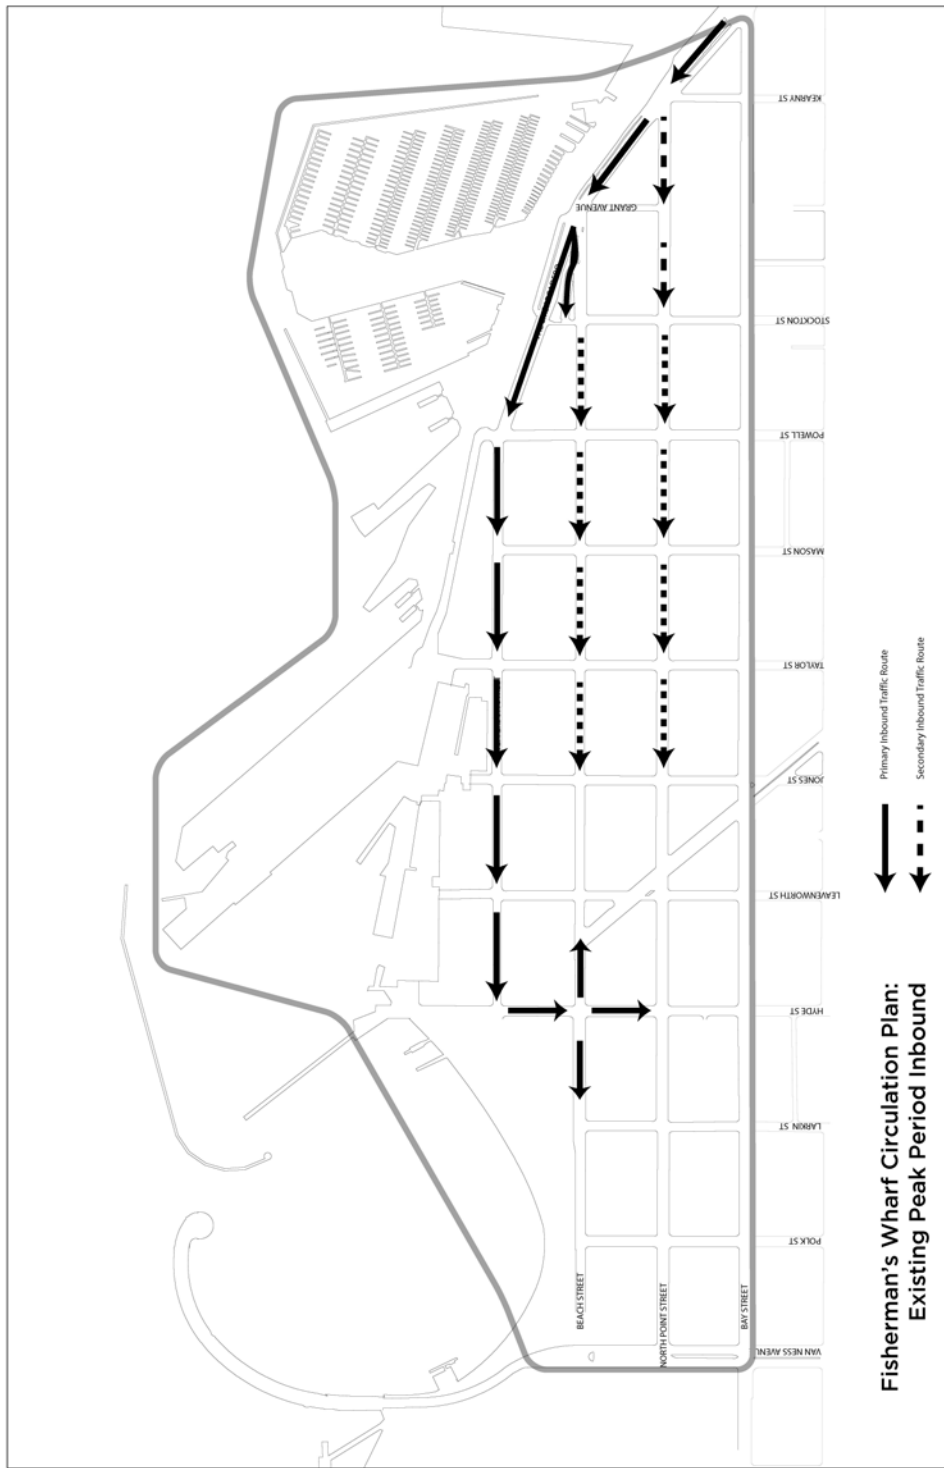 Fisherman's Wharf Circulation Plan:
Existing Peak Period Inbound
Primary Inbound Traffic Route
Secondary Inbound Traffic Route
KEARNY ST
GRANT AVENUE
STOCKTON ST
POWELL ST
MASON ST
TAYLOR ST
JONES ST
LEAVENWORTH ST
HYDE ST
LARKIN ST
POLK ST
VAN NESS AVENU
BEACH STREET
NORTH POINT STREET
BAY STREET